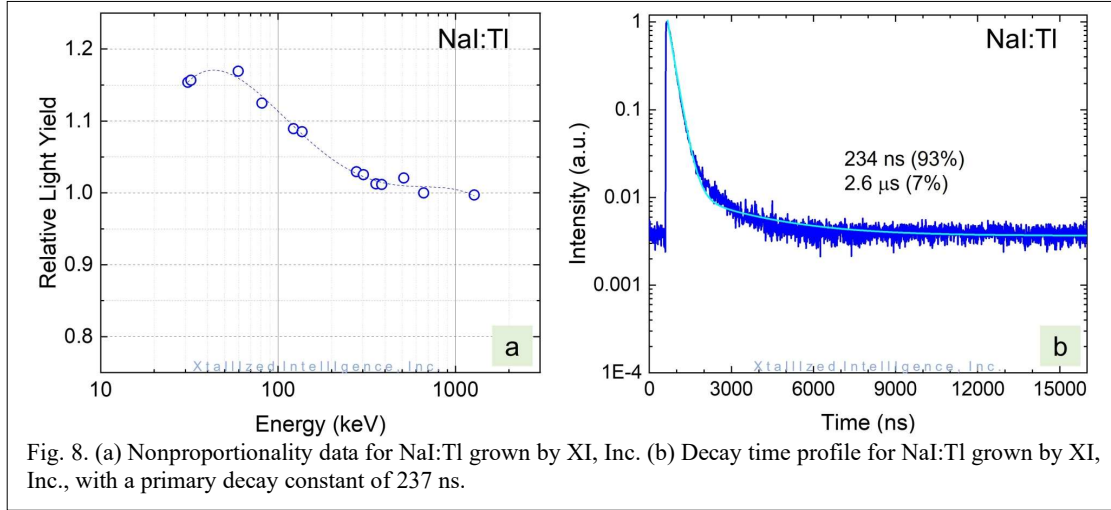 NaI:Tl
1.2
1.1
1.0
0.9
0.8
Relative Light Yield
a
Xtallized Intelligence, Inc.
10
100
1000
Energy (keV)
NaI:Tl
1
0.1
0.01
0.001
1E-4
Intensity (a.u.)
234 ns (93%)
2.6 μs (7%)
b
Xtallized Intelligence, Inc.
0
3000
6000
9000
12000
15000
Time (ns)
Fig. 8. (a) Nonproportionality data for NaI:Tl grown by XI, Inc. (b) Decay time profile for NaI:Tl grown by XI,
Inc., with a primary decay constant of 237 ns.